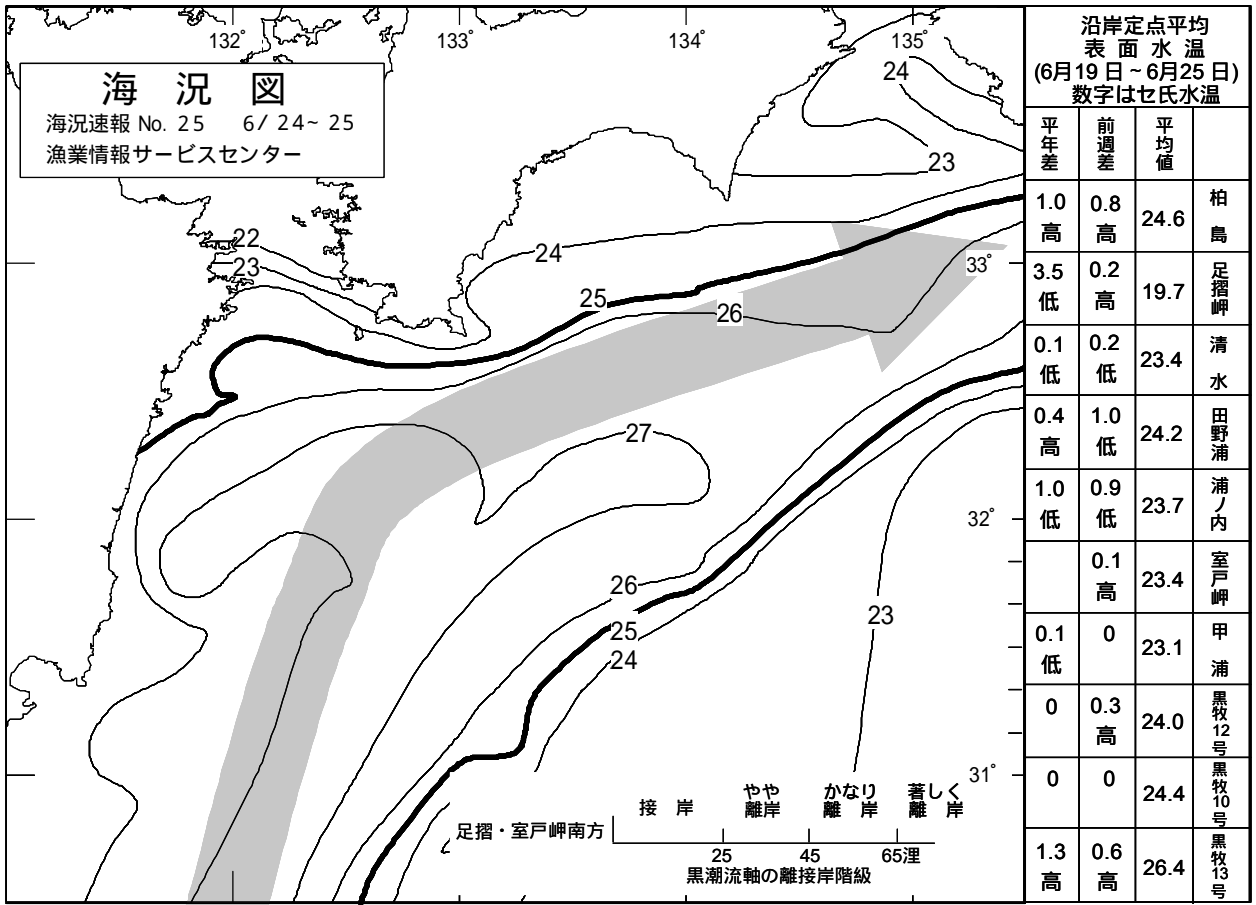 132°
133°
134°
135°
海況図
海況速報 No. 25 6/ 24~ 25
漁業情報サービスセンター
24
23
22
23
24
33°
25
26
27
32°
26
25
24
23
31°
接岸
やや離岸
かなり離岸
著しく離岸
足摺・室戸岬南方
25 45 65浬
黒潮流軸の離接岸階級
沿岸定点平均
表面水温
(6月19日~6月25日)
数字はセ氏水温
平年差 前週差 平均値
1.0高 0.8高 24.6 柏島
3.5低 0.2高 19.7 足摺岬
0.1低 0.2低 23.4 清水
0.4高 1.0低 24.2 田野浦
1.0低 0.9低 23.7 浦ノ内
0.1高 23.4 室戸岬
0.1低 0 23.1 甲浦
0 0.3高 24.0 黒牧12号
0 0 24.4 黒牧10号
1.3高 0.6高 26.4 黒牧13号